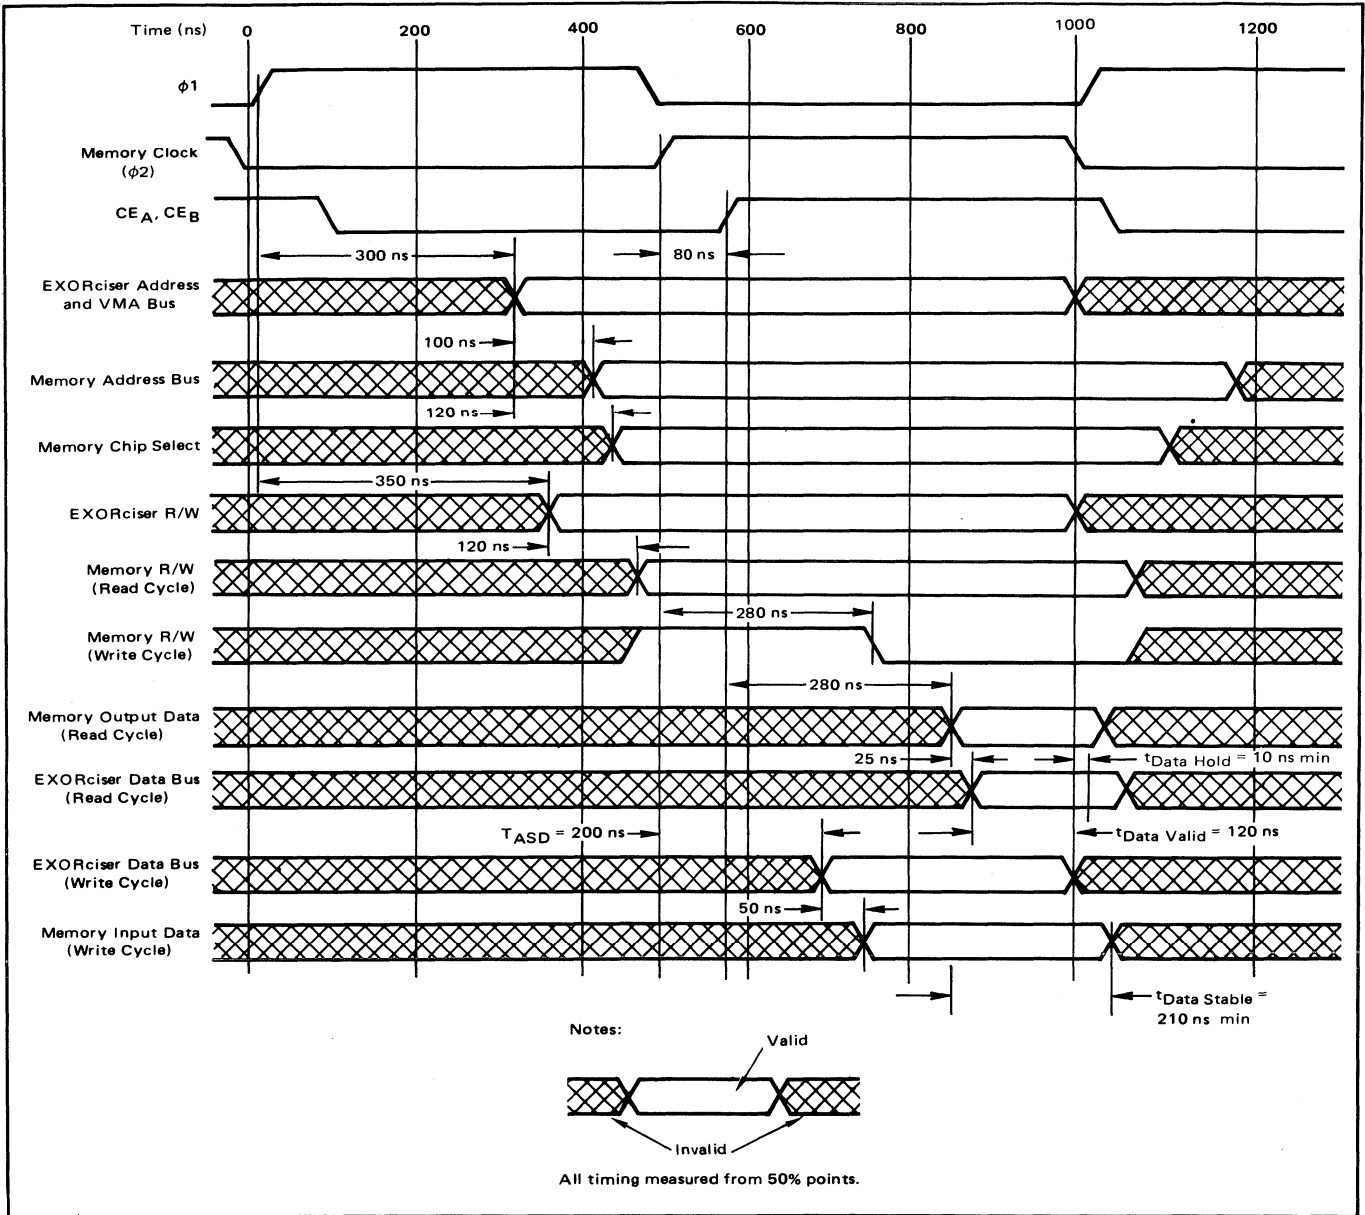 Time (ns) 0 200 400 600 800 1000 1200
ϕ1
Memory Clock
(ϕ2)
CEA, CEB
300 ns
80 ns
EXORciser Address
and VMA Bus
100 ns
Memory Address Bus
120 ns
Memory Chip Select
350 ns
EXORciser R/W
120 ns
Memory R/W
(Read Cycle)
280 ns
Memory R/W
(Write Cycle)
280 ns
Memory Output Data
(Read Cycle)
25 ns
tData Hold = 10 ns min
EXORciser Data Bus
(Read Cycle)
TASD = 200 ns
tData Valid = 120 ns
EXORciser Data Bus
(Write Cycle)
50 ns
Memory Input Data
(Write Cycle)
tData Stable =
210 ns min
Notes:
Valid
Invalid
All timing measured from 50% points.